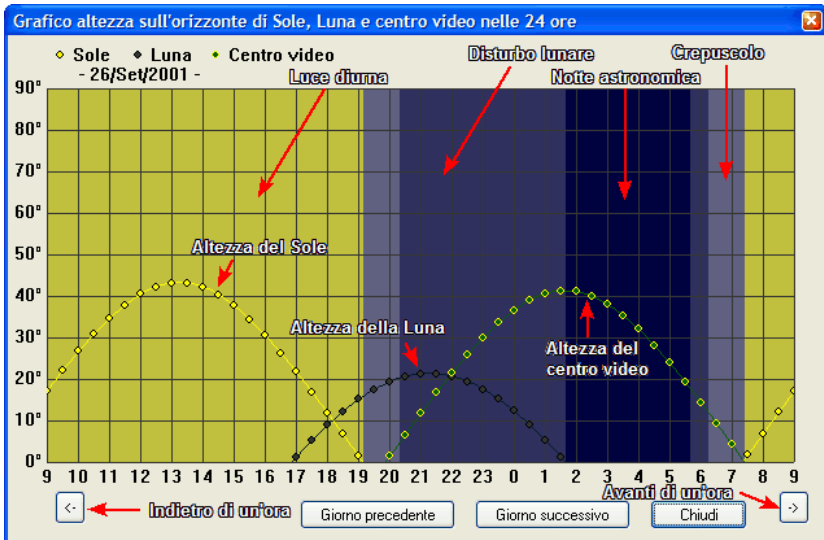 Grafico altezza sull'orizzonte di Sole, Luna e centro video nelle 24 ore
Sole Luna Centro video
- 26/Set/2001 -
Disturbo lunare
Crepuscolo
Luce diurna
Notte astronomica
90°
80°
70°
60°
50°
40°
30°
20°
10°
0°
Altezza del Sole
Altezza della Luna
Altezza del
centro video
9 10 11 12 13 14 15 16 17 18 19 20 21 22 23 0 1 2 3 4 5 6 7 8 9
<- Indietro di un'ora
Giorno precedente
Giorno successivo
Avanti di un'ora
Chiudi
->